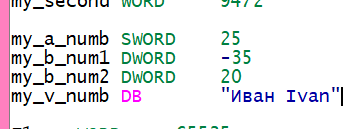 my_second WORD 9472
my_a_numb SWORD 25
my_b_num1 DWORD -35
my_b_num2 DWORD 20
my_v_numb DB "Иван Ivan"